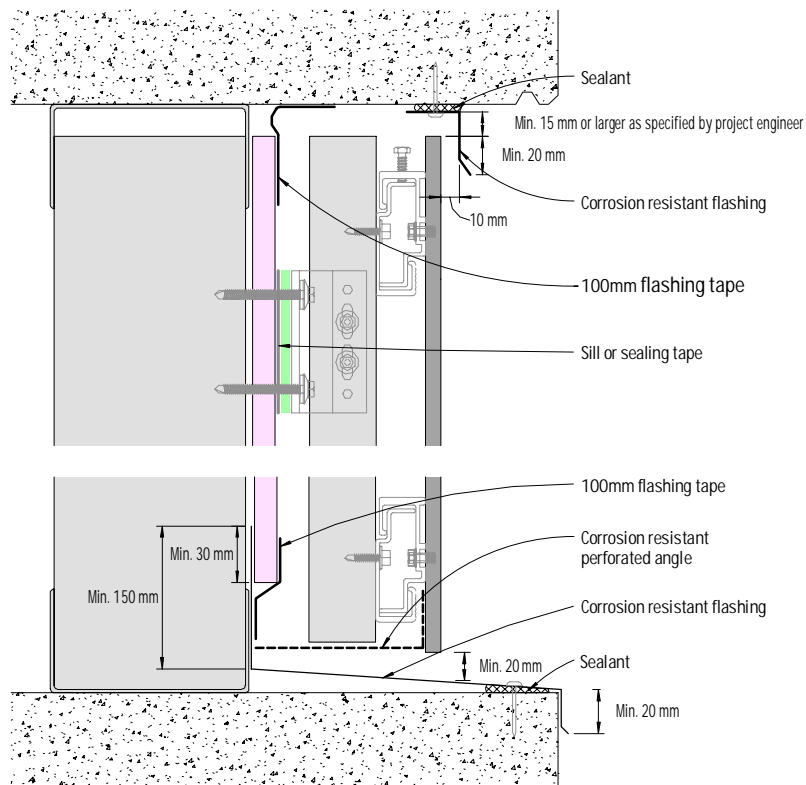 Sealant
Min. 15 mm or larger as specified by project engineer
Min. 20 mm
Corrosion resistant flashing
10 mm
100mm flashing tape
Sill or sealing tape
100mm flashing tape
Min. 30 mm
Corrosion resistant
perforated angle
Min. 150 mm
Corrosion resistant flashing
Min. 20 mm
Sealant
Min. 20 mm